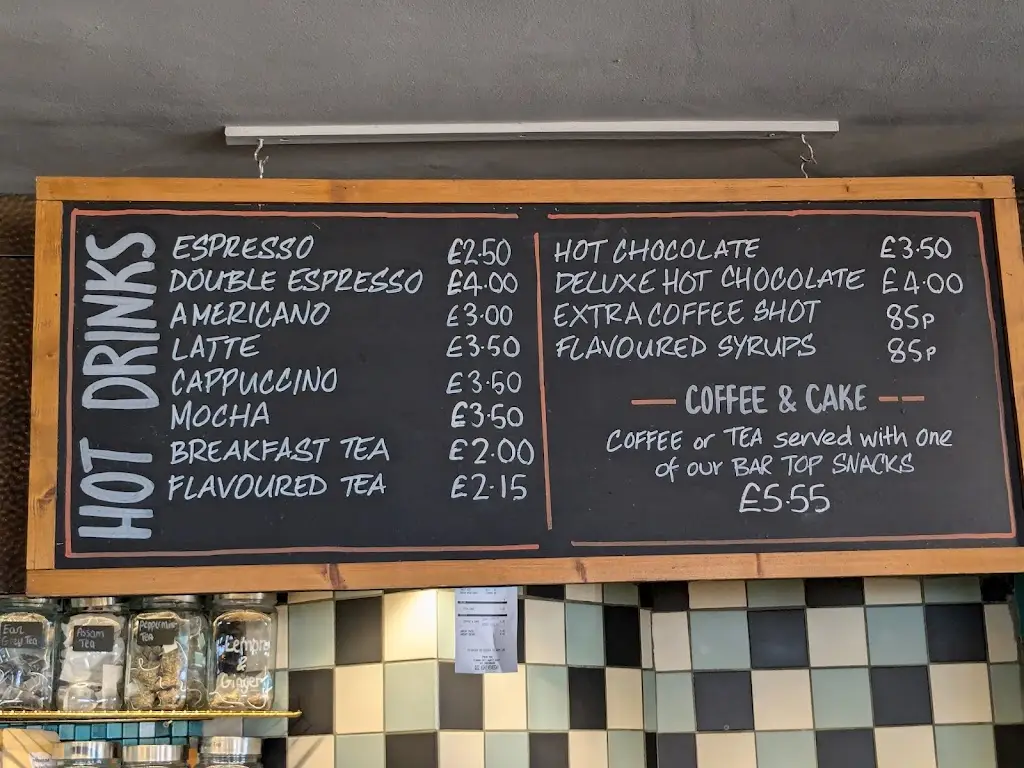 HOT DRINKS
ESPRESSO £2.50
DOUBLE ESPRESSO £4.00
AMERICANO £3.00
LATTE £3.50
CAPPUCCINO £3.50
MOCHA £3.50
BREAKFAST TEA £2.00
FLAVOURED TEA £2.15
HOT CHOCOLATE £3.50
DELUXE HOT CHOCOLATE £4.00
EXTRA COFFEE SHOT 85P
FLAVOURED SYRUPS 85P
COFFEE & CAKE
COFFEE or TEA served with one
of our BAR TOP SNACKS
£5.55
Earl
Grey Tea
Assam
Tea
Peppermint
Tea
Lemon
&
Ginger